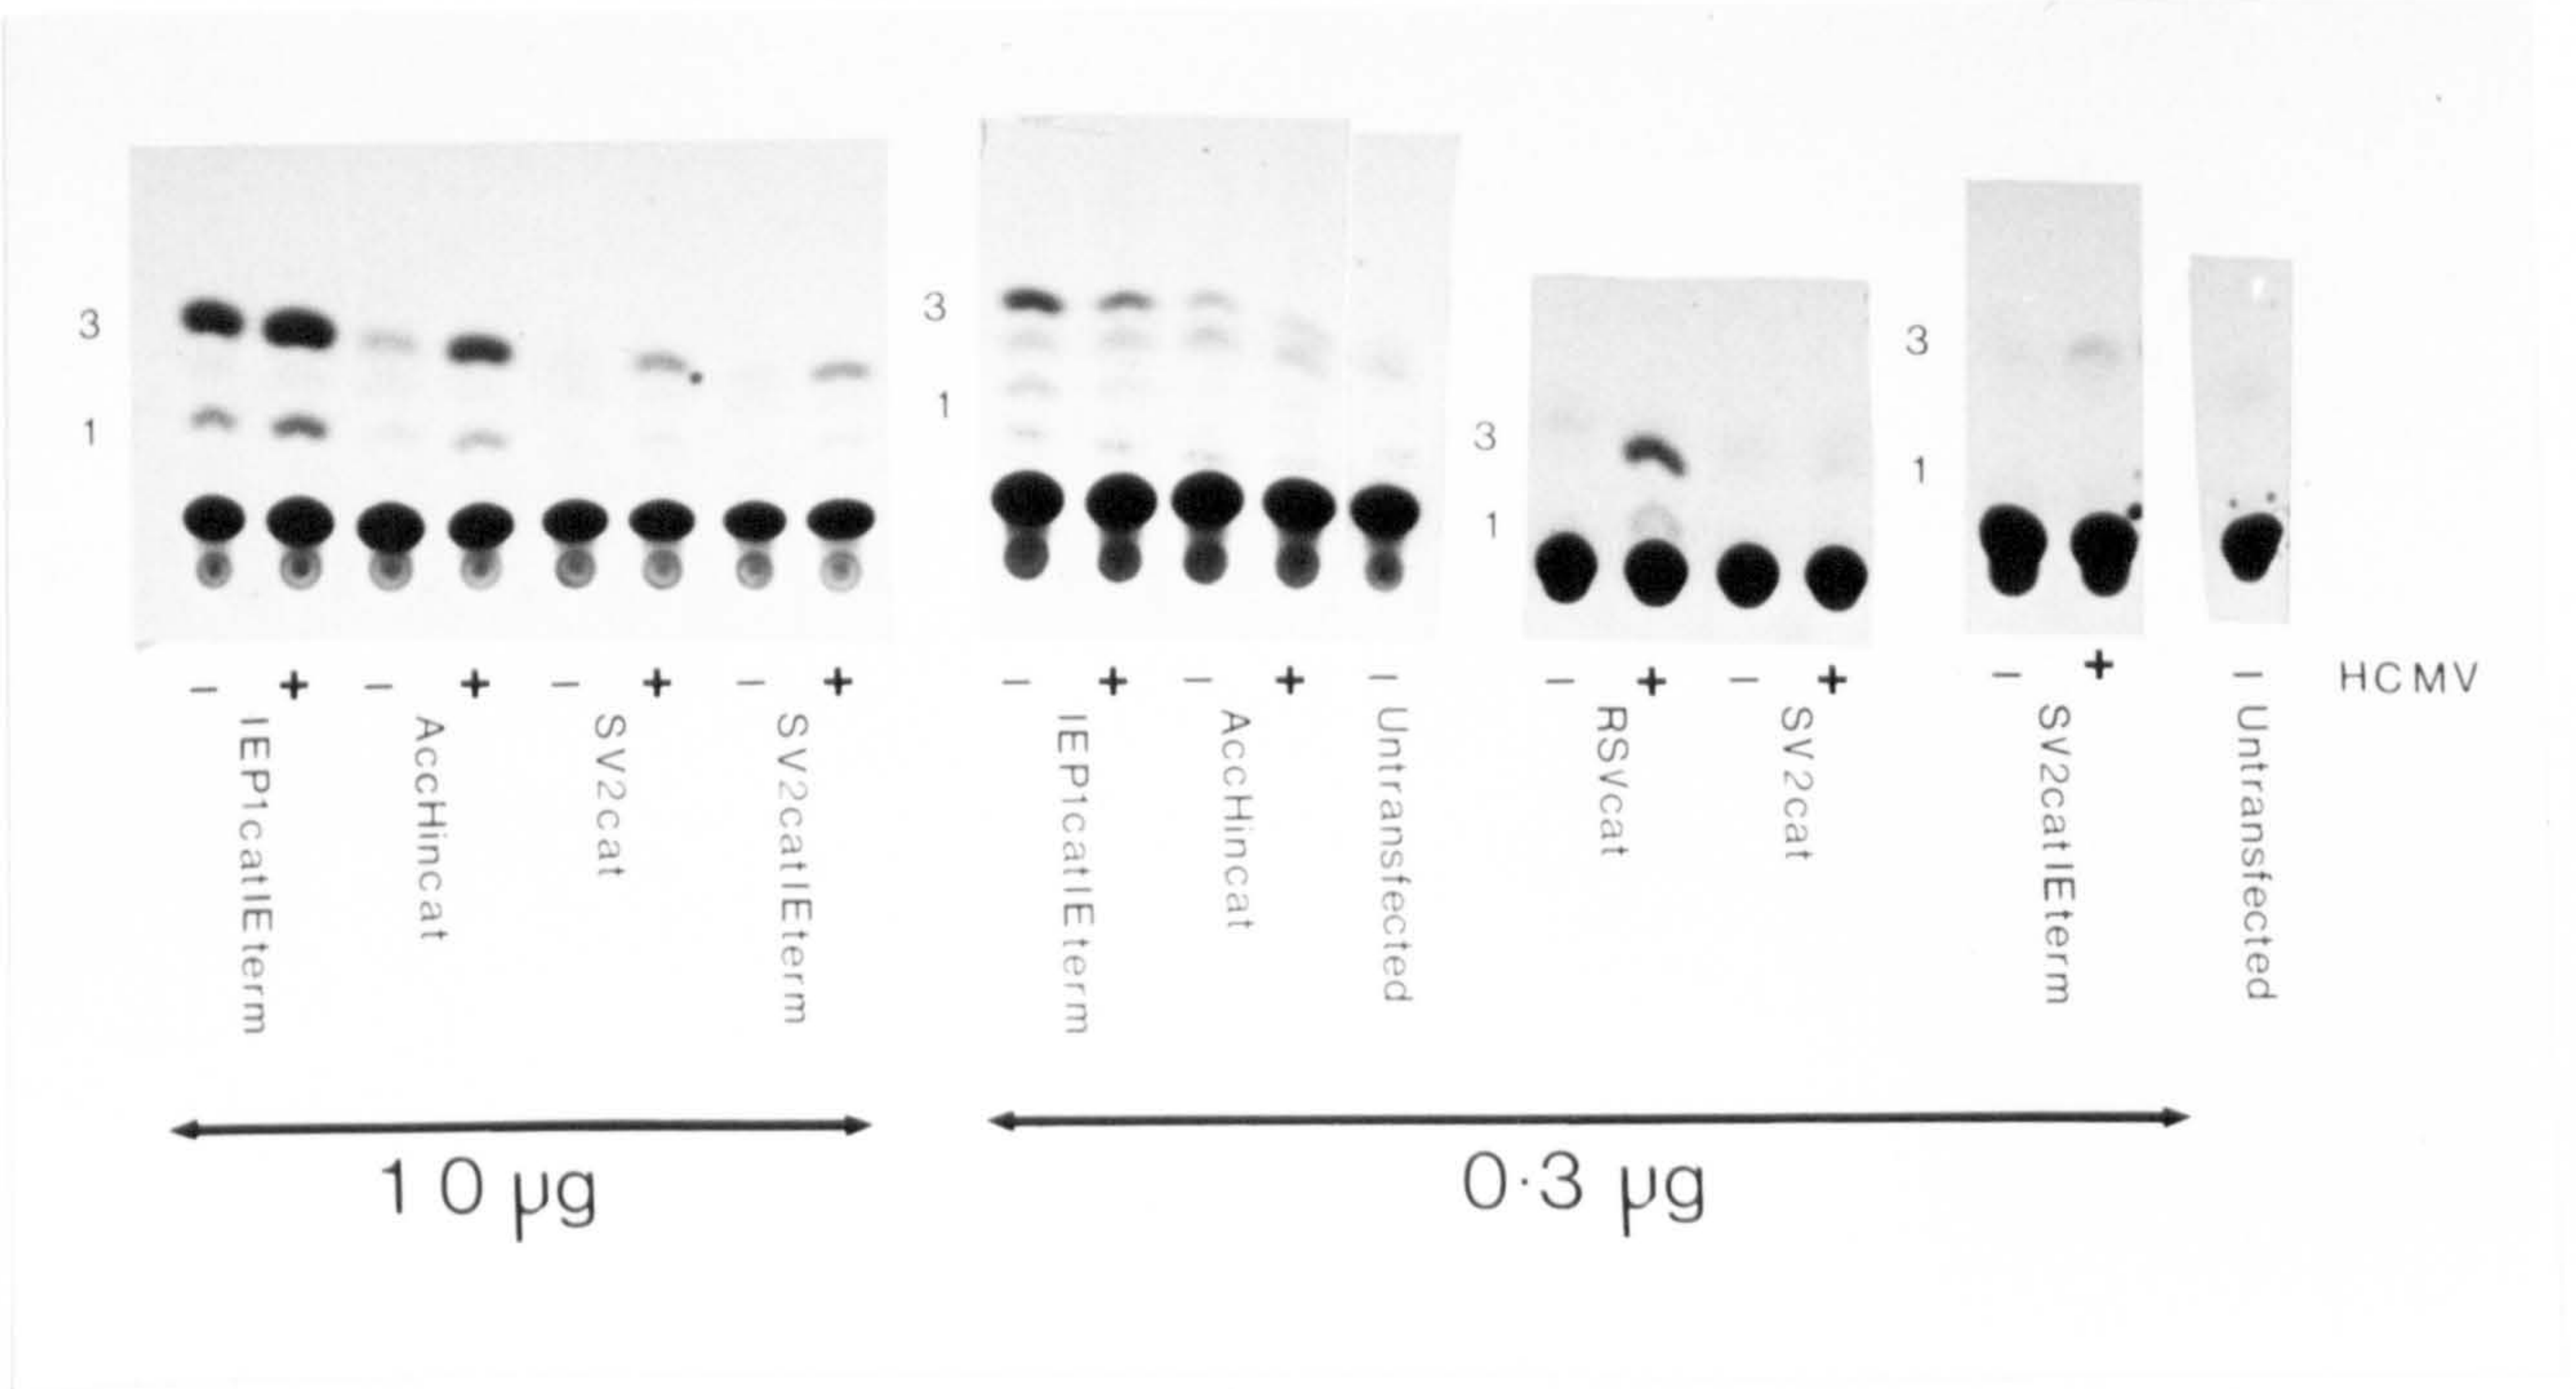 3
1
3
1
3
1
3
1
– + – + – + – + – + – + – – + – + – + – HCMV
IEP1catIEterm
AccHincat
SV2cat
SV2catIEterm
IEP1catIEterm
AccHincat
Untransfected
RSVcat
SV2cat
SV2catIEterm
Untransfected
10 µg
0·3 µg